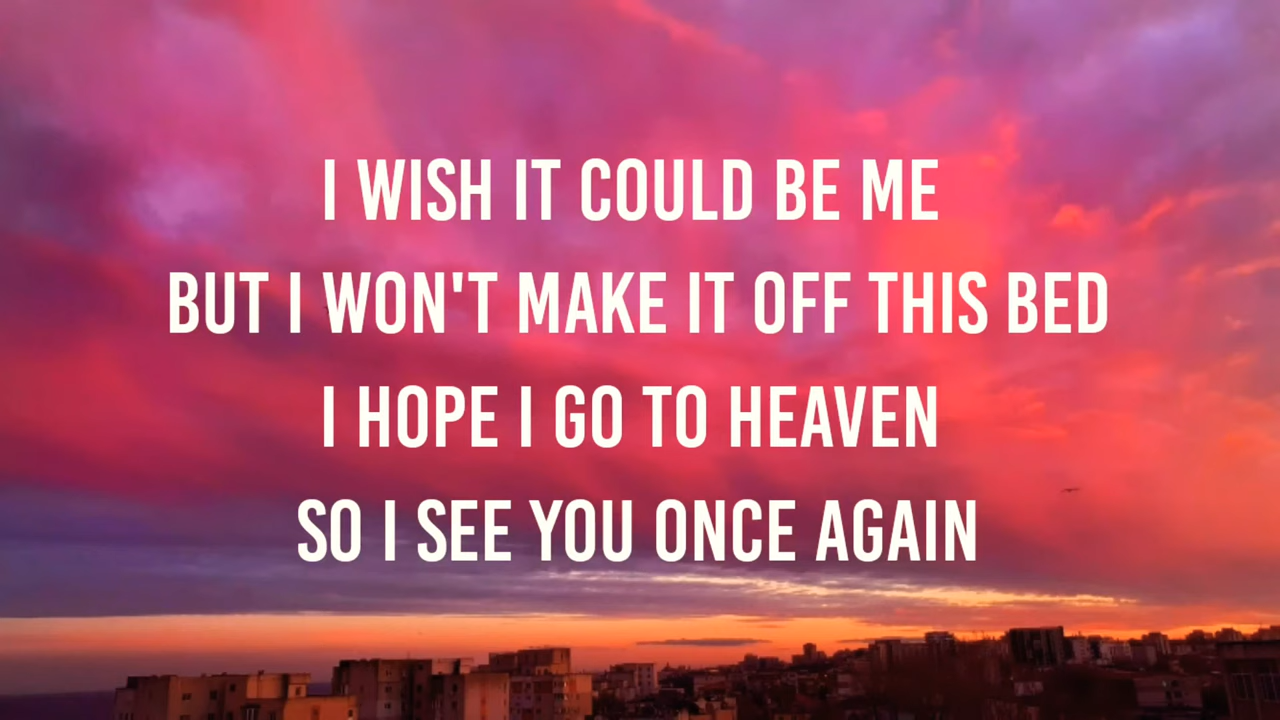 I WISH IT COULD BE ME
BUT I WON'T MAKE IT OFF THIS BED
I HOPE I GO TO HEAVEN
SO I SEE YOU ONCE AGAIN